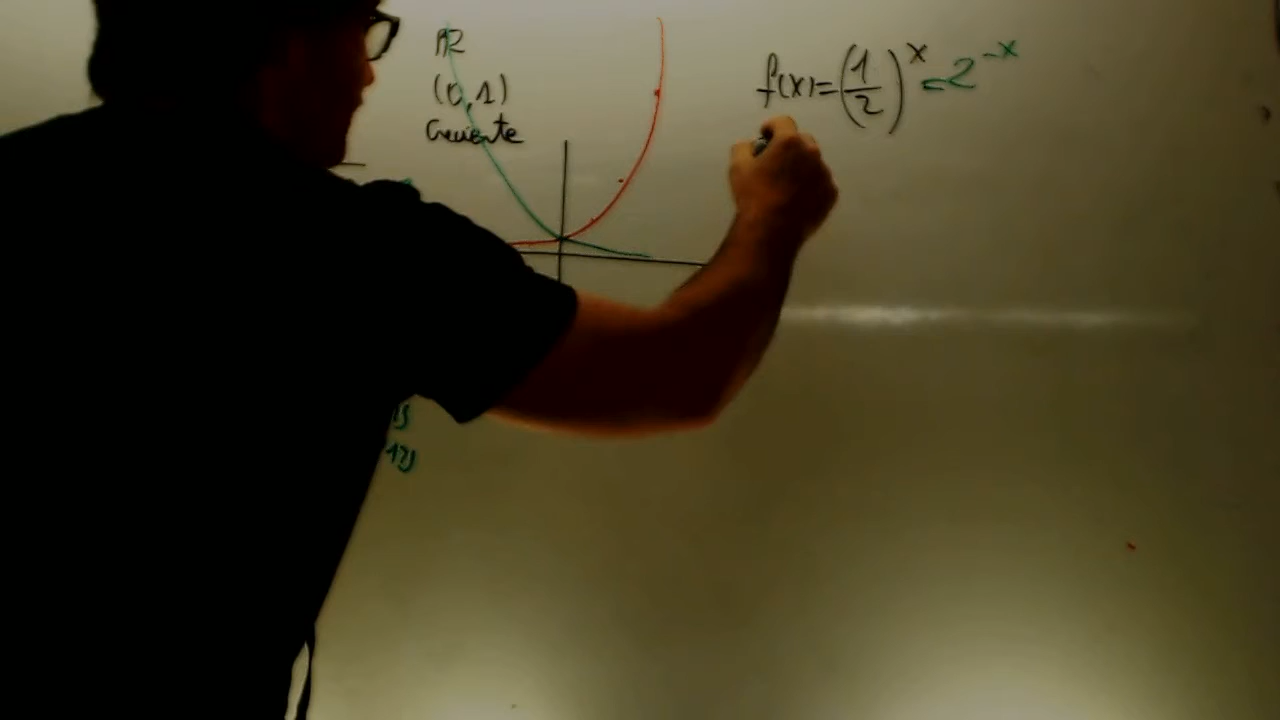 ℝ
(0,1)
Creciente
f(x)=(1/2)^x=2^-x